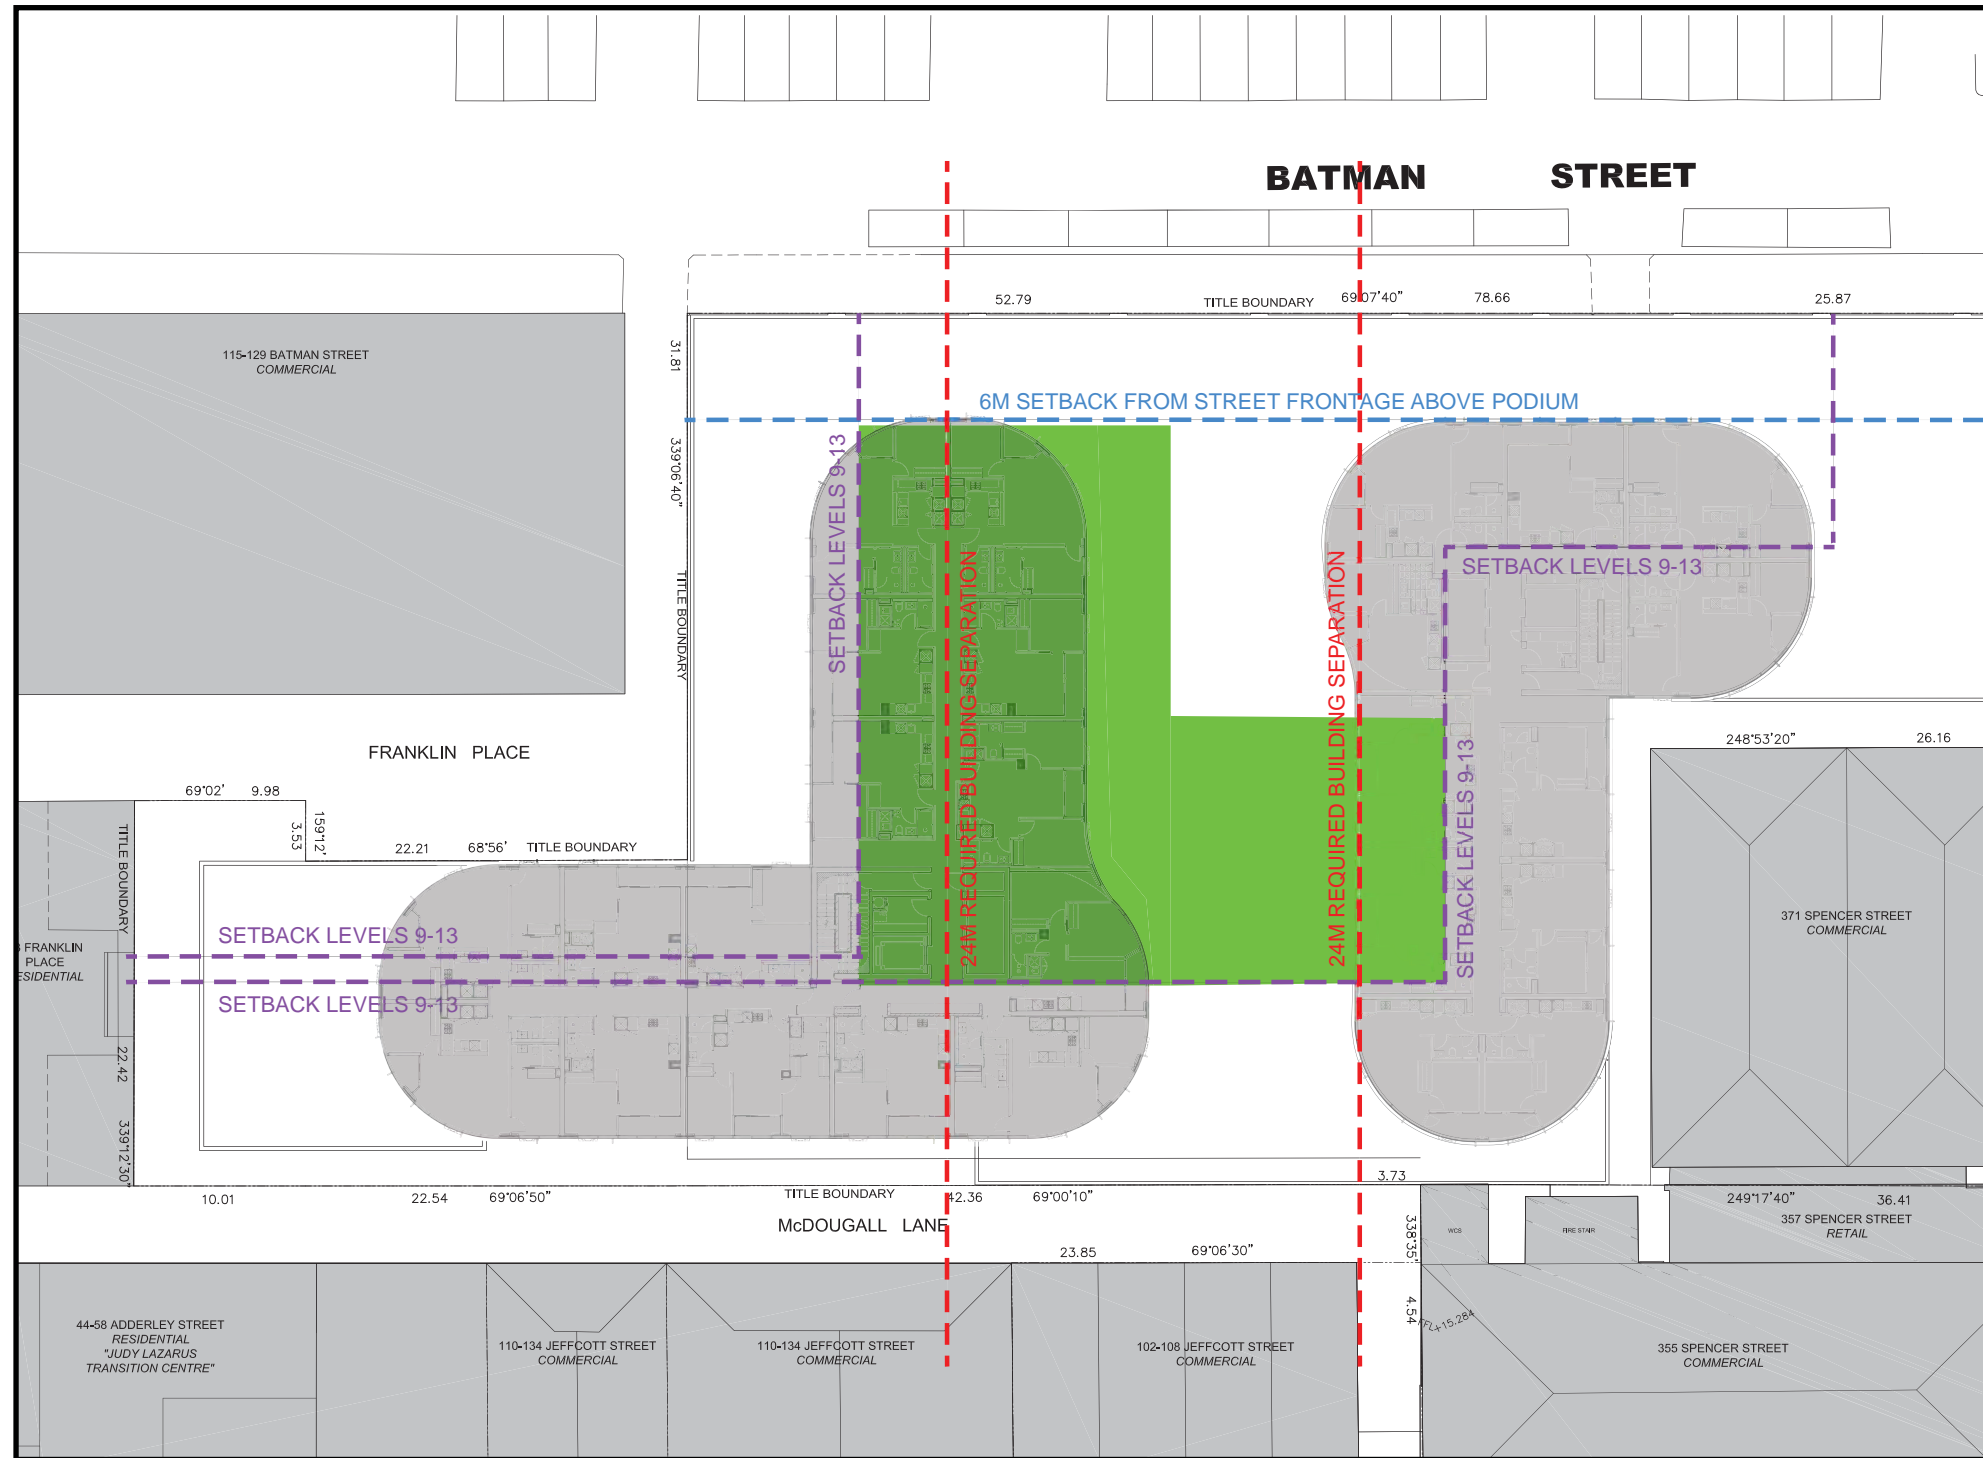 BATMAN STREET
52.79
TITLE BOUNDARY
69°07'40"
78.66
25.87
31.81
339°06'40"
TITLE BOUNDARY
115-129 BATMAN STREET
COMMERCIAL
6M SETBACK FROM STREET FRONTAGE ABOVE PODIUM
SETBACK LEVELS 9-13
24M REQUIRED BUILDING SEPARATION
24M REQUIRED BUILDING SEPARATION
SETBACK LEVELS 9-13
SETBACK LEVELS 9-13
FRANKLIN PLACE
248°53'20"
26.16
69°02'
9.98
159°12'
3.53
22.21
68°56'
TITLE BOUNDARY
TITLE BOUNDARY
371 SPENCER STREET
COMMERCIAL
SETBACK LEVELS 9-13
SETBACK LEVELS 9-13
FRANKLIN
PLACE
ESIDENTIAL
22.42
339°12'30"
10.01
22.54
69°06'50"
TITLE BOUNDARY
42.36
69°00'10"
3.73
249°17'40"
36.41
McDOUGALL LANE
357 SPENCER STREET
RETAIL
WCS
FIRE STAIR
338°35'
4.54
23.85
69°06'30"
FFL+15.284
44-58 ADDERLEY STREET
RESIDENTIAL
"JUDY LAZARUS
TRANSITION CENTRE"
110-134 JEFFCOTT STREET
COMMERCIAL
110-134 JEFFCOTT STREET
COMMERCIAL
102-108 JEFFCOTT STREET
COMMERCIAL
355 SPENCER STREET
COMMERCIAL